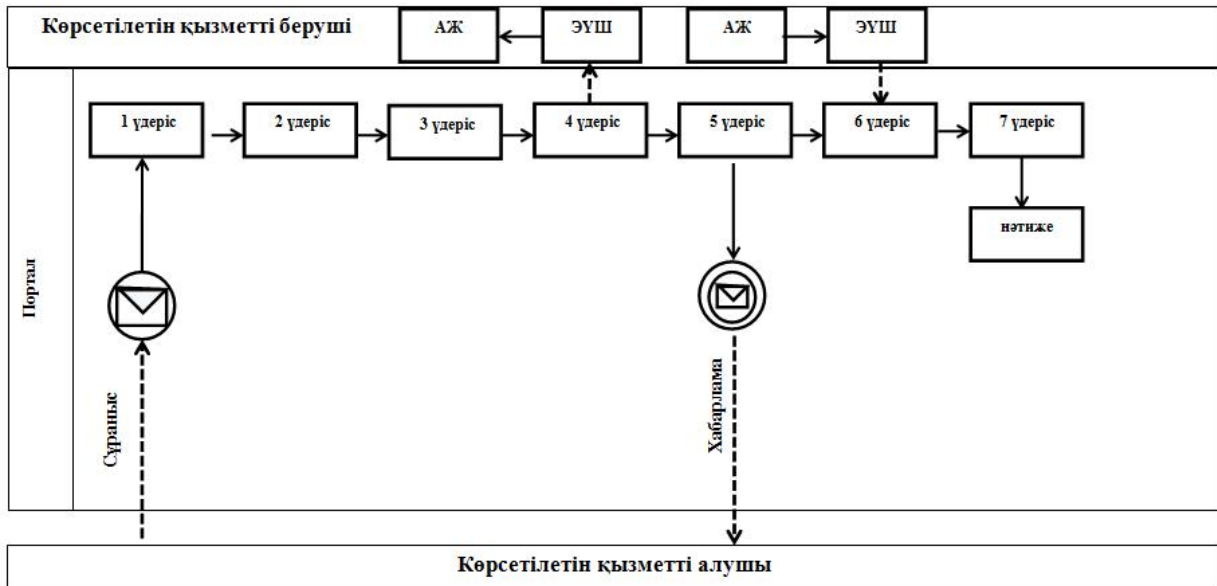 Көрсетілетін қызметті беруші
АЖ
ЭҮШ
АЖ
ЭҮШ
Портал
1 үдеріс
2 үдеріс
3 үдеріс
4 үдеріс
5 үдеріс
6 үдеріс
7 үдеріс
нәтиже
Сұраныс
Хабарлама
Көрсетілетін қызметті алушы